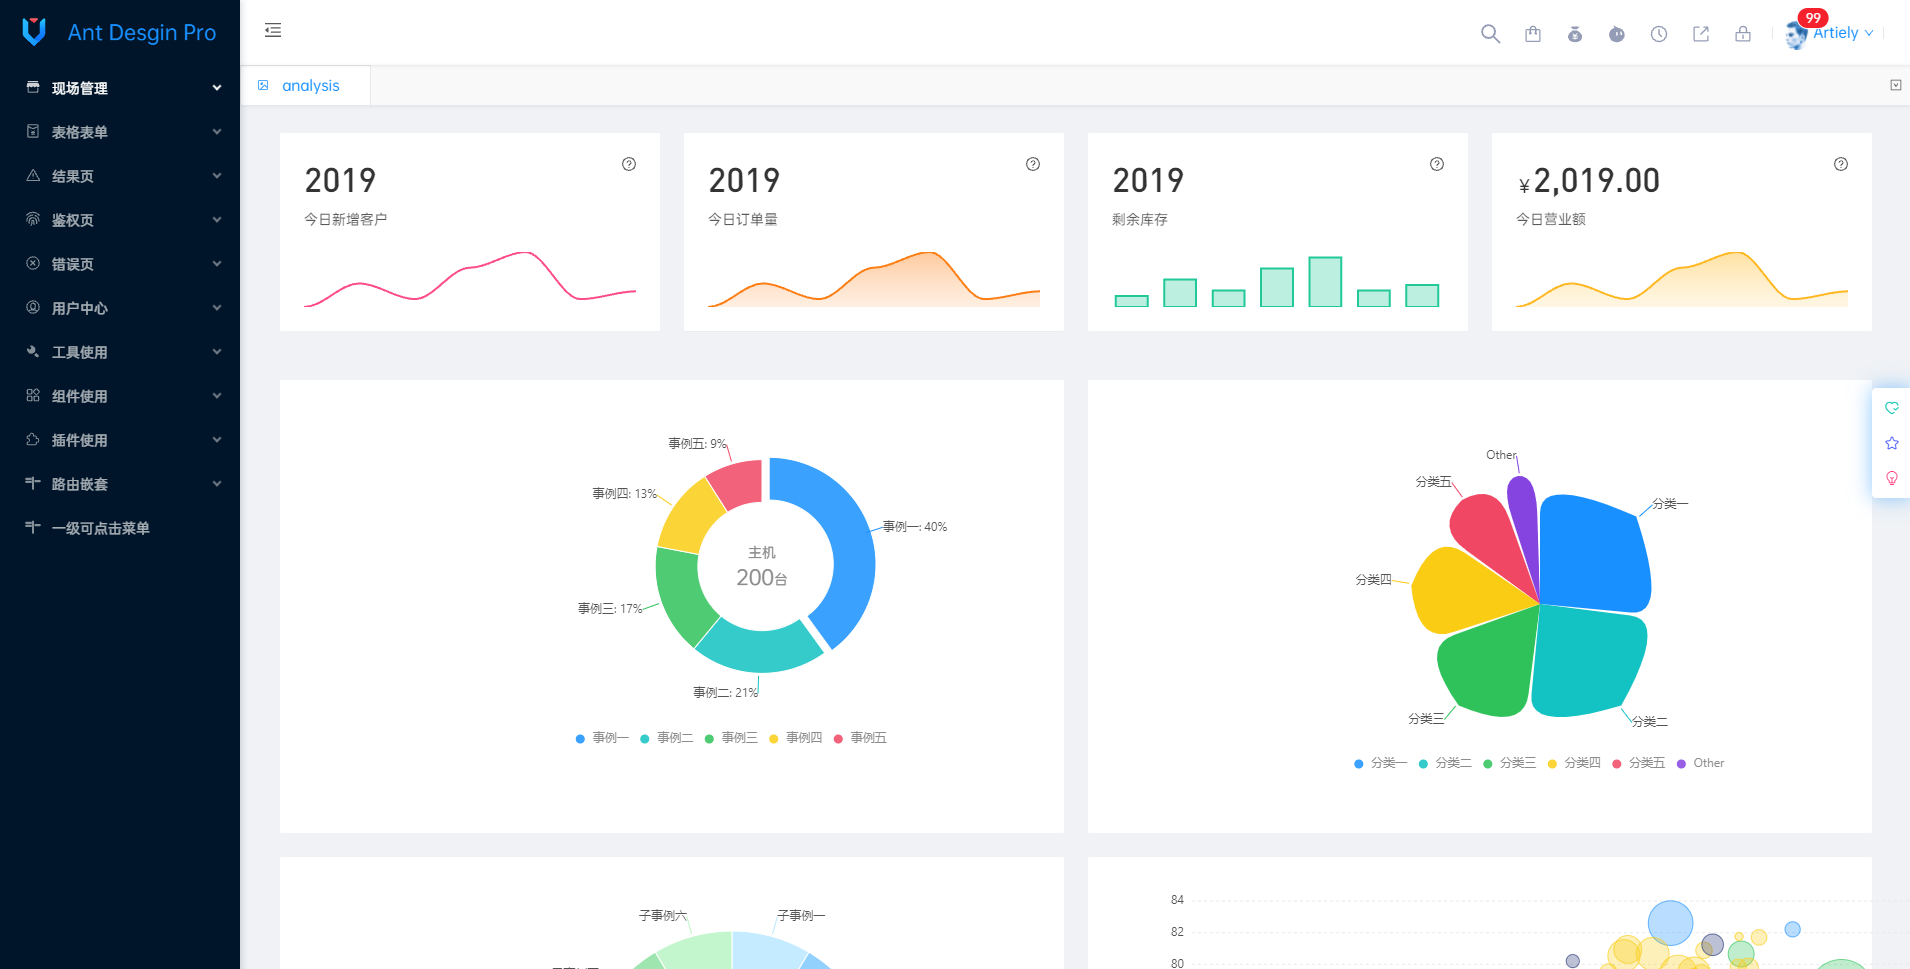 Ant Desgin Pro
现场管理
表格表单
结果页
鉴权页
错误页
用户中心
工具使用
组件使用
插件使用
路由嵌套
一级可点击菜单
99
Artiely
analysis
2019
今日新增客户
2019
今日订单量
2019
剩余库存
¥2,019.00
今日营业额
事例五: 9%
事例四: 13%
事例一: 40%
主机
200台
事例三: 17%
事例二: 21%
事例一 事例二 事例三 事例四 事例五
Other
分类五
分类一
分类四
分类三
分类二
分类一 分类二 分类三 分类四 分类五 Other
子事例六
子事例一
84
82
80